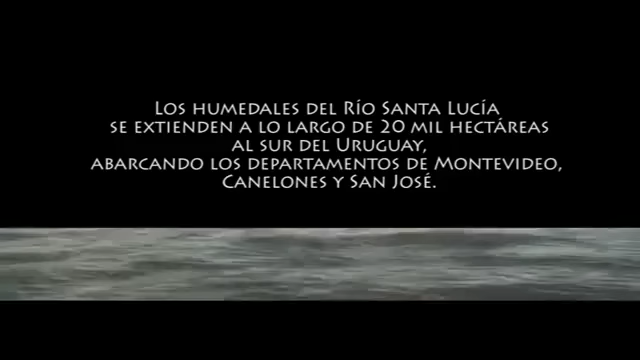 Los humedales del Río Santa Lucía
se extienden a lo largo de 20 mil hectáreas
al sur del Uruguay,
abarcando los departamentos de Montevideo,
Canelones y San José.